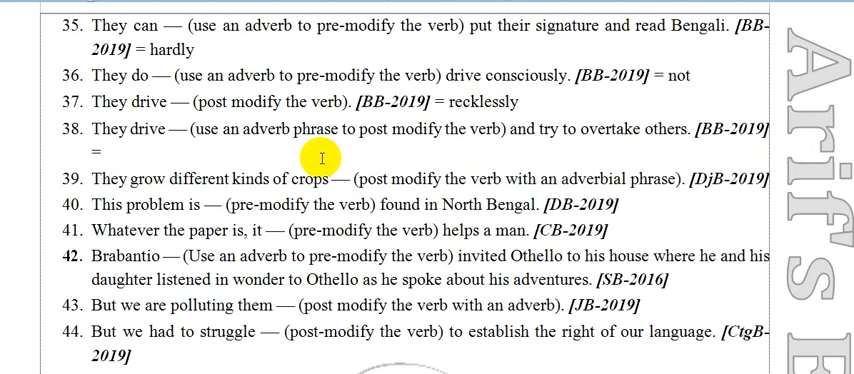 35. They can — (use an adverb to pre-modify the verb) put their signature and read Bengali. [BB-
2019] = hardly
36. They do — (use an adverb to pre-modify the verb) drive consciously. [BB-2019] = not
37. They drive — (post modify the verb). [BB-2019] = recklessly
38. They drive — (use an adverb phrase to post modify the verb) and try to overtake others. [BB-2019]
=
39. They grow different kinds of crops — (post modify the verb with an adverbial phrase). [DjB-2019]
40. This problem is — (pre-modify the verb) found in North Bengal. [DB-2019]
41. Whatever the paper is, it — (pre-modify the verb) helps a man. [CB-2019]
42. Brabantio — (Use an adverb to pre-modify the verb) invited Othello to his house where he and his
daughter listened in wonder to Othello as he spoke about his adventures. [SB-2016]
43. But we are polluting them — (post modify the verb with an adverb). [JB-2019]
44. But we had to struggle — (post-modify the verb) to establish the right of our language. [CtgB-
2019]
Arif's E